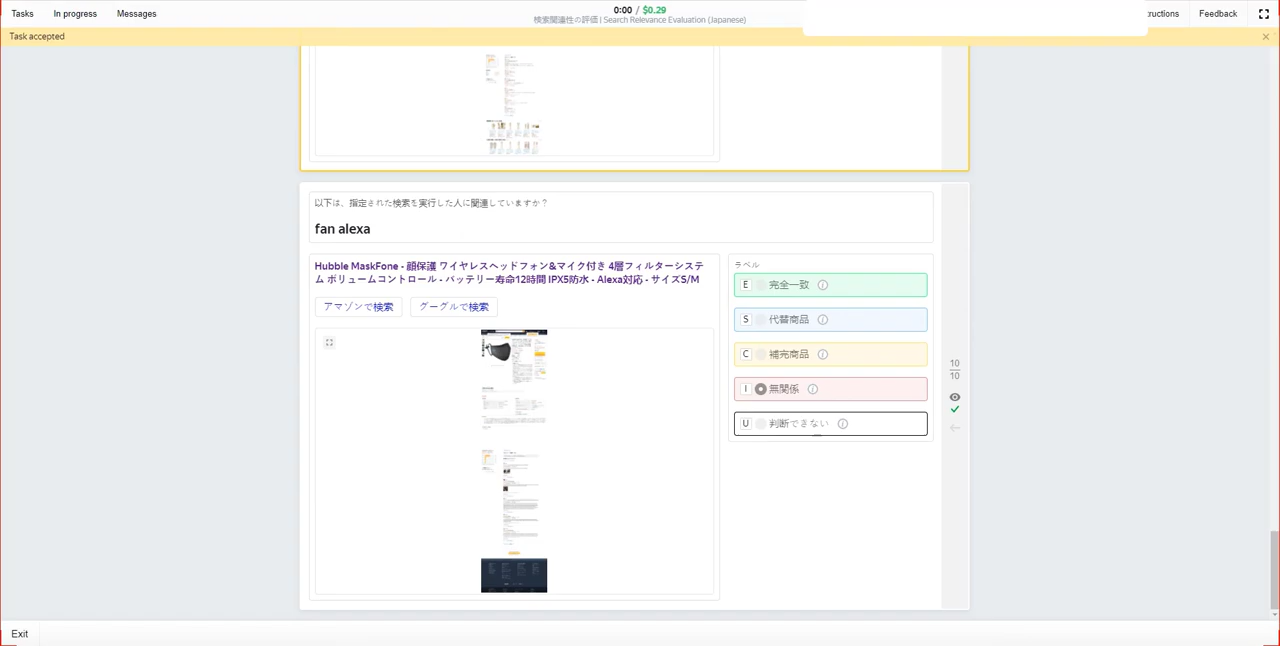 Tasks In progress Messages
0:00 / $0.29
検索関連性の評価 | Search Relevance Evaluation (Japanese)
tructions Feedback
Task accepted
以下は、指定された検索を実行した人に関連していますか？
fan alexa
Hubble MaskFone - 顔保護 ワイヤレスヘッドフォン&マイク付き 4層フィルターシステ
ム ボリュームコントロール - バッテリー寿命12時間 IPX5防水 - Alexa対応 - サイズS/M
アマゾンで検索 グーグルで検索
ラベル
E 完全一致
S 代替商品
C 補完商品
I 無関係
U 判断できない
10
10
Exit